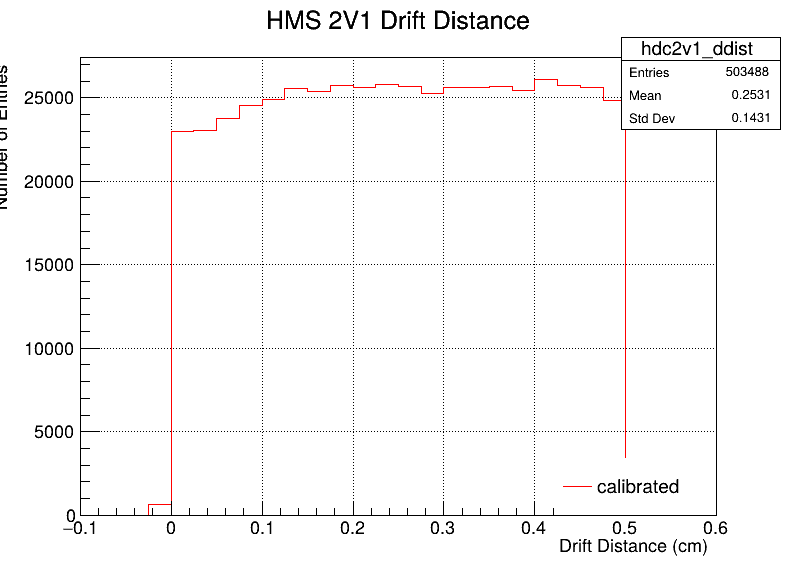 HMS 2V1 Drift Distance
hdc2v1_ddist
Entries 503488
Mean 0.2531
Std Dev 0.1431
Number of Entries
25000
20000
15000
10000
5000
0
−0.1 0 0.1 0.2 0.3 0.4 0.5 0.6
calibrated
Drift Distance (cm)